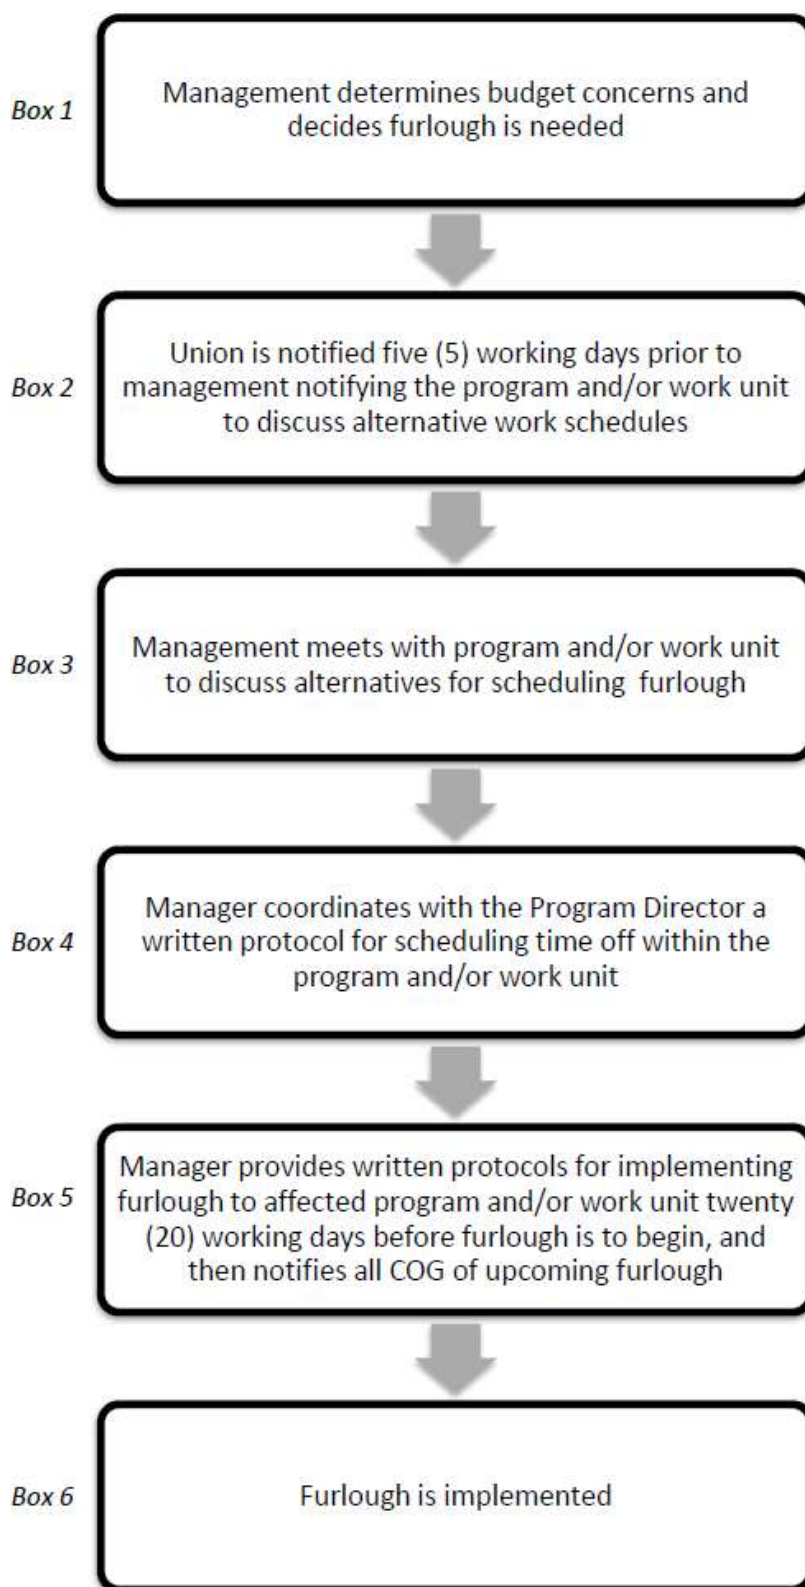 Box 1
Management determines budget concerns and
decides furlough is needed
Box 2
Union is notified five (5) working days prior to
management notifying the program and/or work unit
to discuss alternative work schedules
Box 3
Management meets with program and/or work unit
to discuss alternatives for scheduling furlough
Box 4
Manager coordinates with the Program Director a
written protocol for scheduling time off within the
program and/or work unit
Box 5
Manager provides written protocols for implementing
furlough to affected program and/or work unit twenty
(20) working days before furlough is to begin, and
then notifies all COG of upcoming furlough
Box 6
Furlough is implemented